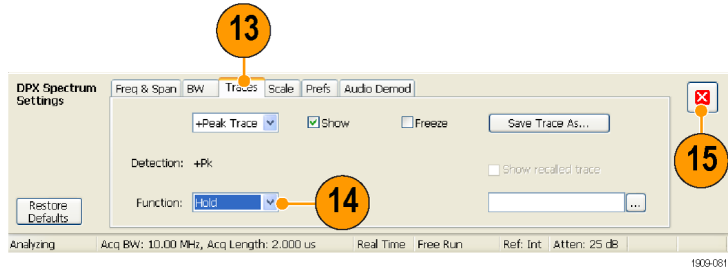 13
DPX Spectrum Settings
Freq & Span BW Traces Scale Prefs Audio Demod
+Peak Trace Show Freeze Save Trace As...
15
Detection: +Pk Show recalled trace
Function: Hold 14 ...
Restore Defaults
Analyzing Acq BW: 10.00 MHz, Acq Length: 2.000 us Real Time Free Run Ref: Int Atten: 25 dB
1909-081